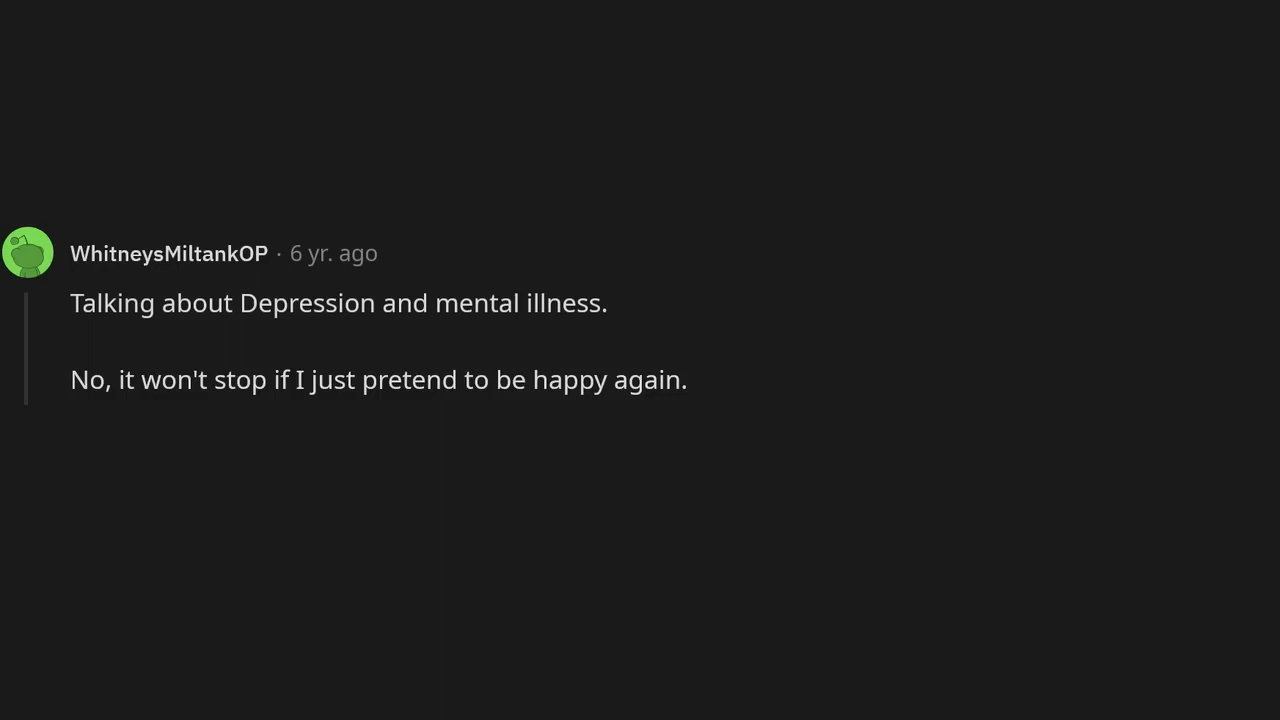 WhitneysMiltankOP · 6 yr. ago
Talking about Depression and mental illness.
No, it won't stop if I just pretend to be happy again.